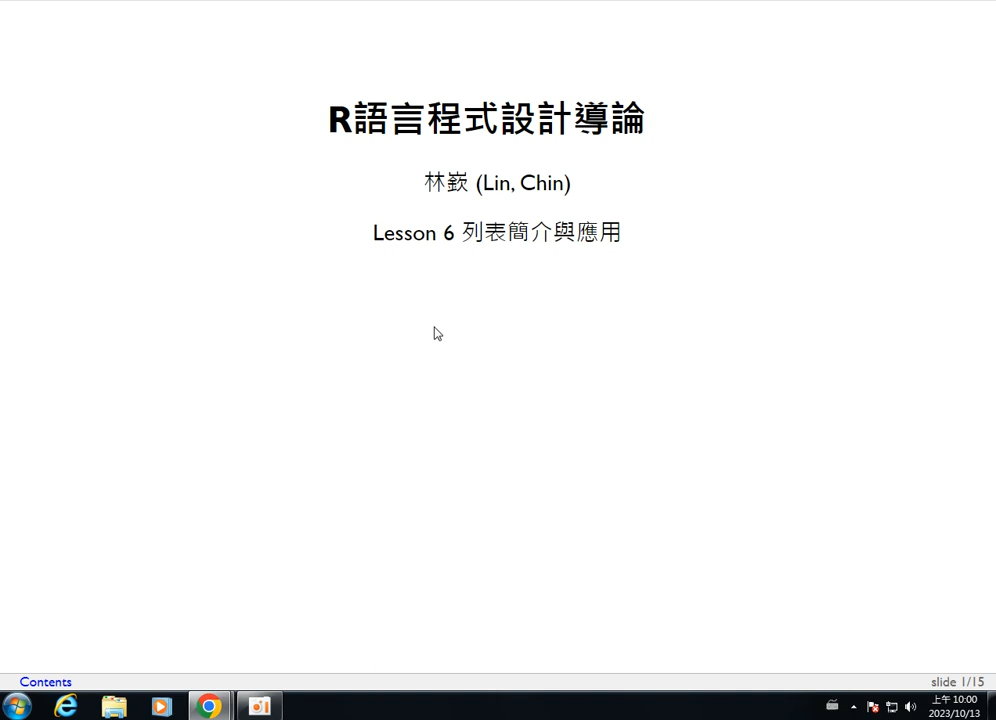 R語言程式設計導論
林嶔 (Lin, Chin)
Lesson 6 列表簡介與應用
Contents
slide 1/15
上午 10:00
2023/10/13